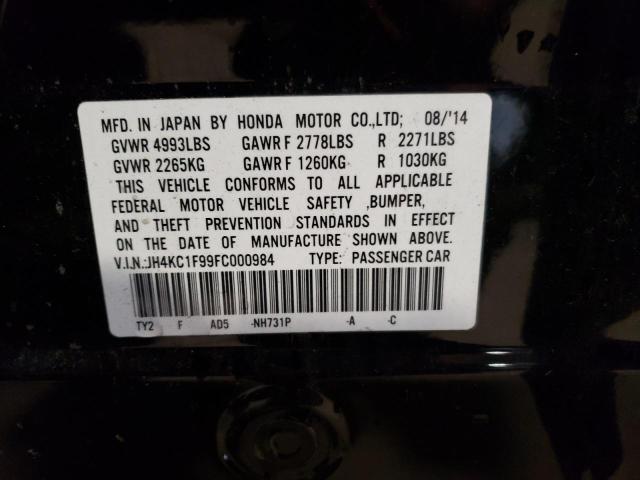 MFD. IN JAPAN BY HONDA MOTOR CO.,LTD; 08/'14
GVWR 4993LBS GAWR F 2778LBS R 2271LBS
GVWR 2265KG GAWR F 1260KG R 1030KG
THIS VEHICLE CONFORMS TO ALL APPLICABLE
FEDERAL MOTOR VEHICLE SAFETY ,BUMPER,
AND THEFT PREVENTION STANDARDS IN EFFECT
ON THE DATE OF MANUFACTURE SHOWN ABOVE.
V.I.N.:JH4KC1F99FC000984 TYPE: PASSENGER CAR
TY2 F AD5 -NH731P -A -C